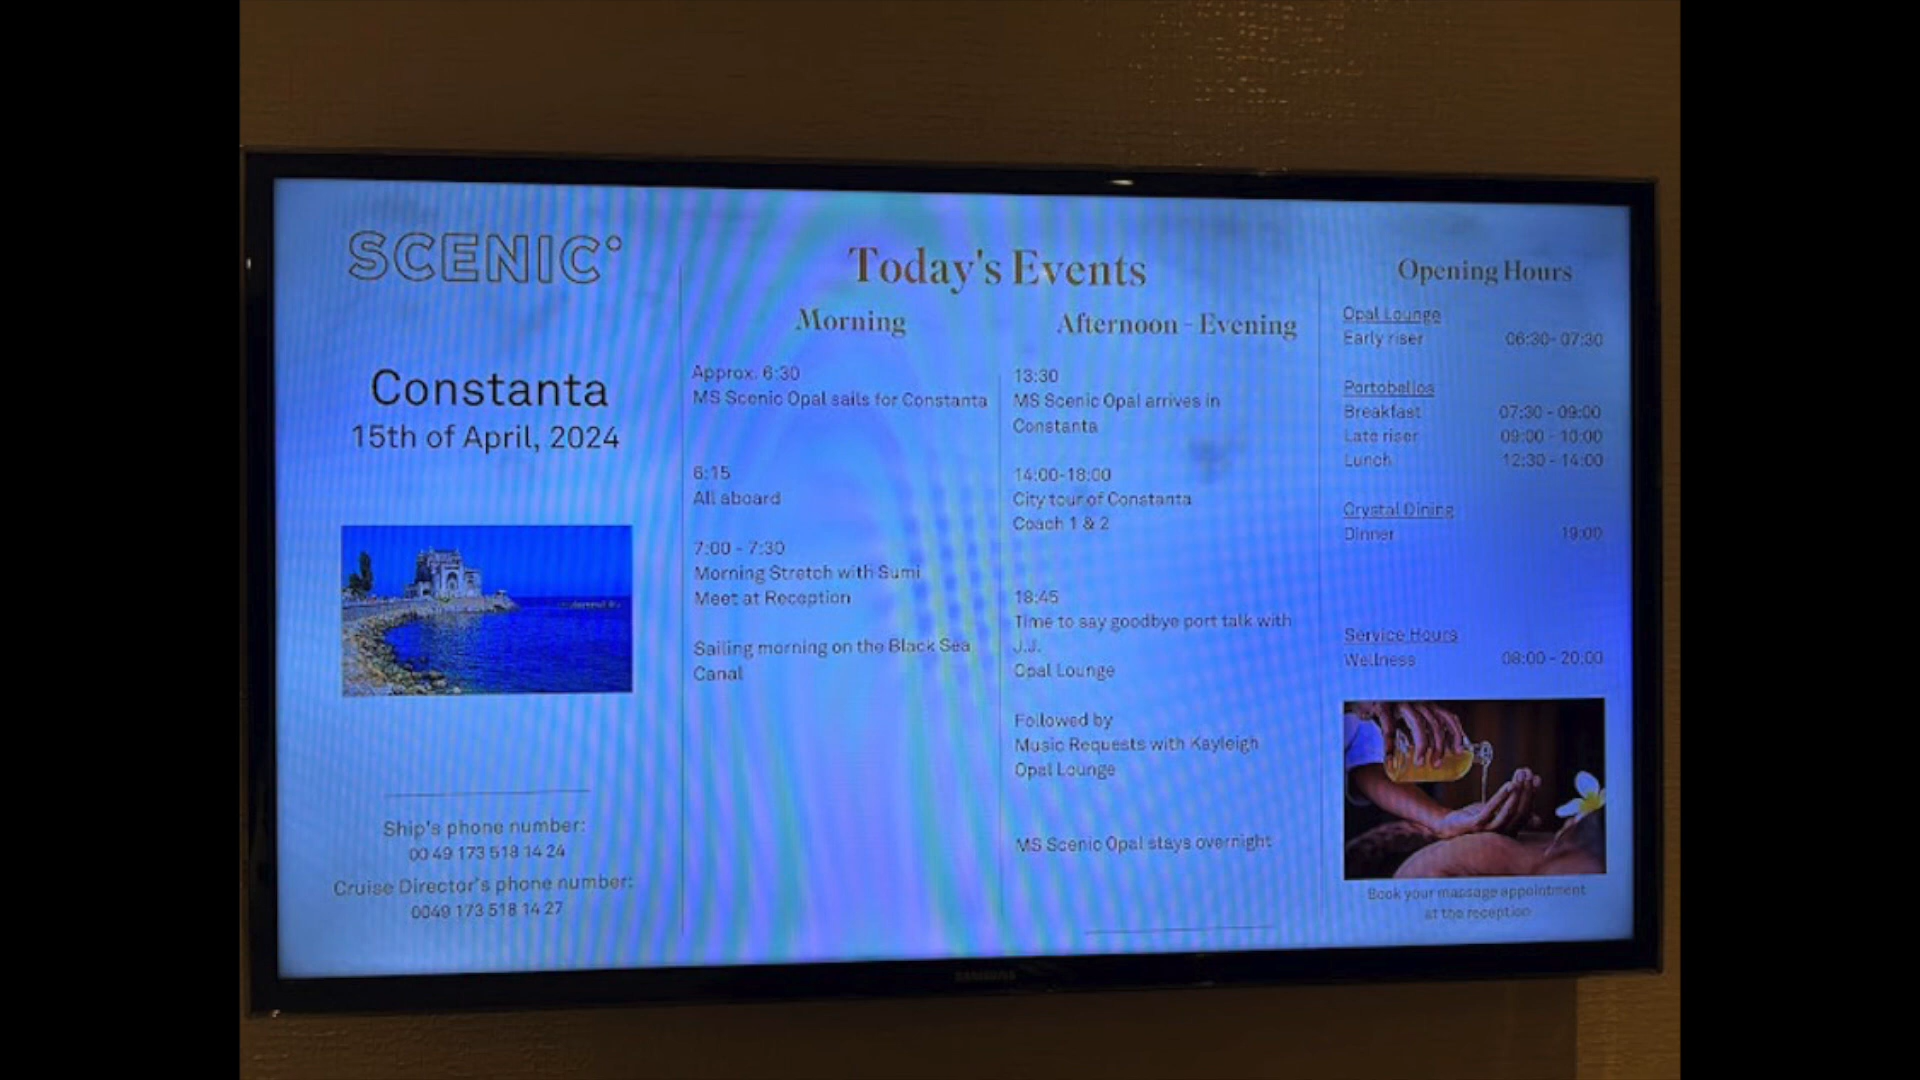 SCENIC°
Constanta
15th of April, 2024
Ship's phone number:
00 49 173 518 14 24
Cruise Director's phone number:
0049 173 518 14 27
Today's Events
Morning
Approx. 6:30
MS Scenic Opal sails for Constanta
6:15
All aboard
7:00 - 7:30
Morning Stretch with Sumi
Meet at Reception
Sailing morning on the Black Sea
Canal
Afternoon - Evening
13:30
MS Scenic Opal arrives in
Constanta
14:00-18:00
City tour of Constanta
Coach 1 & 2
18:45
Time to say goodbye port talk with
J.J.
Opal Lounge
Followed by
Music Requests with Kayleigh
Opal Lounge
MS Scenic Opal stays overnight
Opening Hours
Opal Lounge
Early riser 06:30- 07:30
Portobellos
Breakfast 07:30 - 09:00
Late riser 09:00 - 10:00
Lunch 12:30 - 14:00
Crystal Dining
Dinner 19:00
Service Hours
Wellness 08:00 - 20:00
Book your massage appointment
at the reception
SAMSUNG